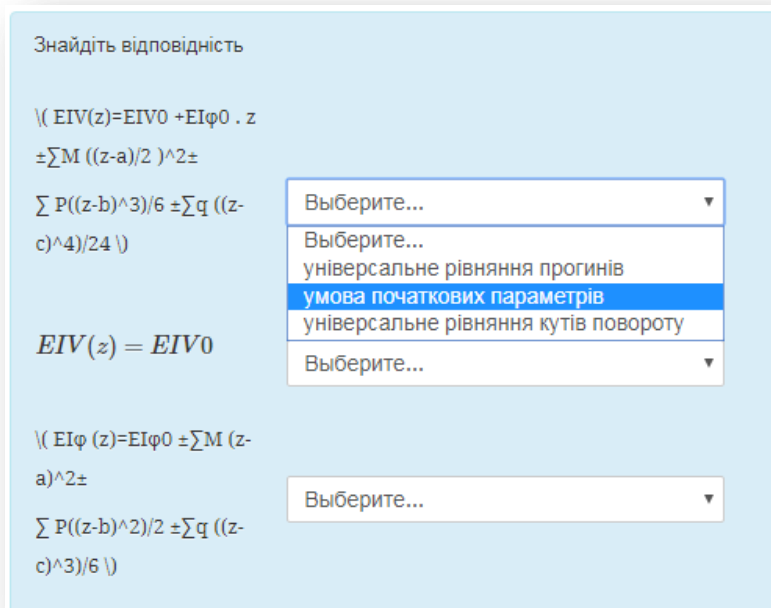 Знайдіть відповідність
\( EIV(z)=EIV0 +EIφ0 . z
±∑M ((z-a)/2 )^2±
∑ P((z-b)^3)/6 ±∑q ((z-
c)^4)/24 \)
Выберите...
Выберите...
універсальне рівняння прогинів
умова початкових параметрів
універсальне рівняння кутів повороту
EIV(z) = EIV0
Выберите...
\( EIφ (z)=EIφ0 ±∑M (z-
a)^2±
∑ P((z-b)^2)/2 ±∑q ((z-
c)^3)/6 \)
Выберите...